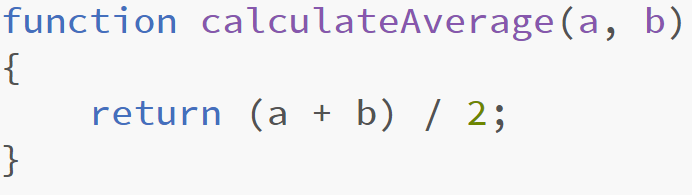 function calculateAverage(a, b)
{
    return (a + b) / 2;
}